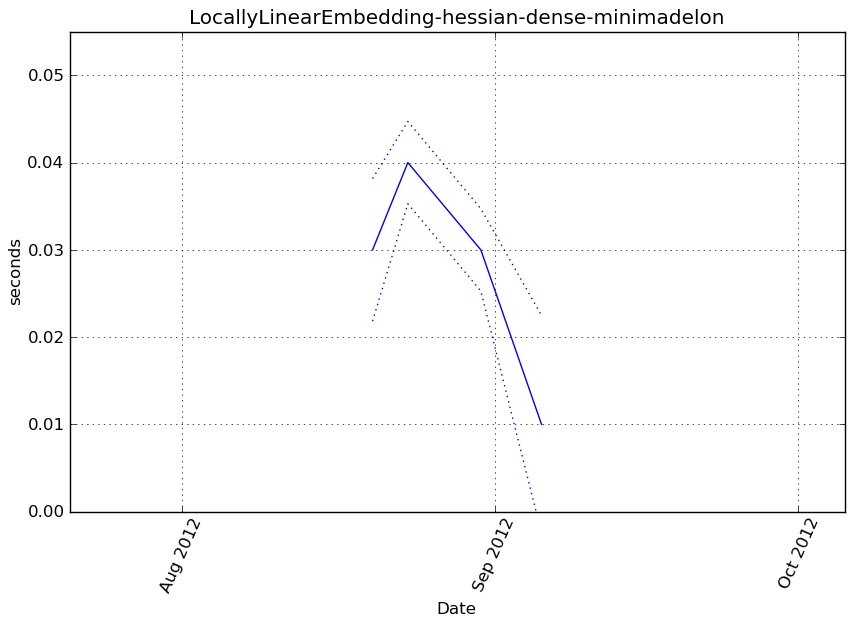 LocallyLinearEmbedding-hessian-dense-minimadelon
0.05
0.04
0.03
0.02
0.01
0.00
seconds
Aug 2012
Sep 2012
Oct 2012
Date